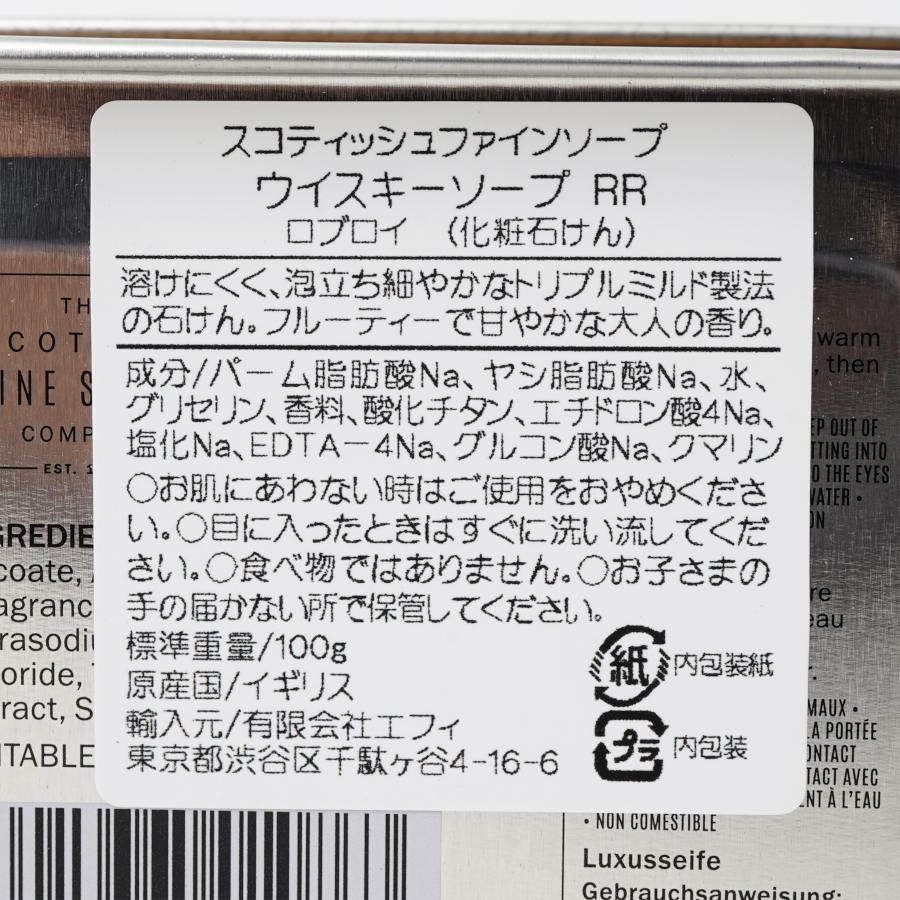 スコティッシュファインソープ
ウイスキーソープ RR
ロブロイ (化粧石けん)
溶けにくく、泡立ち細やかなトリプルミルド製法
の石けん。フルーティーで甘やかな大人の香り。
成分/パーム脂肪酸Na、ヤシ脂肪酸Na、水、
グリセリン、香料、酸化チタン、エチドロン酸4Na、
塩化Na、EDTA－4Na、グルコン酸Na、クマリン
○お肌にあわない時はご使用をおやめくださ
い。○目に入ったときはすぐに洗い流してくだ
さい。○食べ物ではありません。○お子さまの
手の届かない所で保管してください。
標準重量/100g
原産国/イギリス
輸入元/有限会社エフィ
東京都渋谷区千駄ヶ谷4-16-6
紙 内包装紙
プラ 内包装
COMP
EST.
warm
, then
EP OUT OF
TTING INTO
O THE EYES
WATER •
ON
eau
MAUX •
LA PORTÉE
ONTACT
TACT AVEC
NT À L'EAU
• NON COMESTIBLE
Luxusseife
Gebrauchsanweisung: